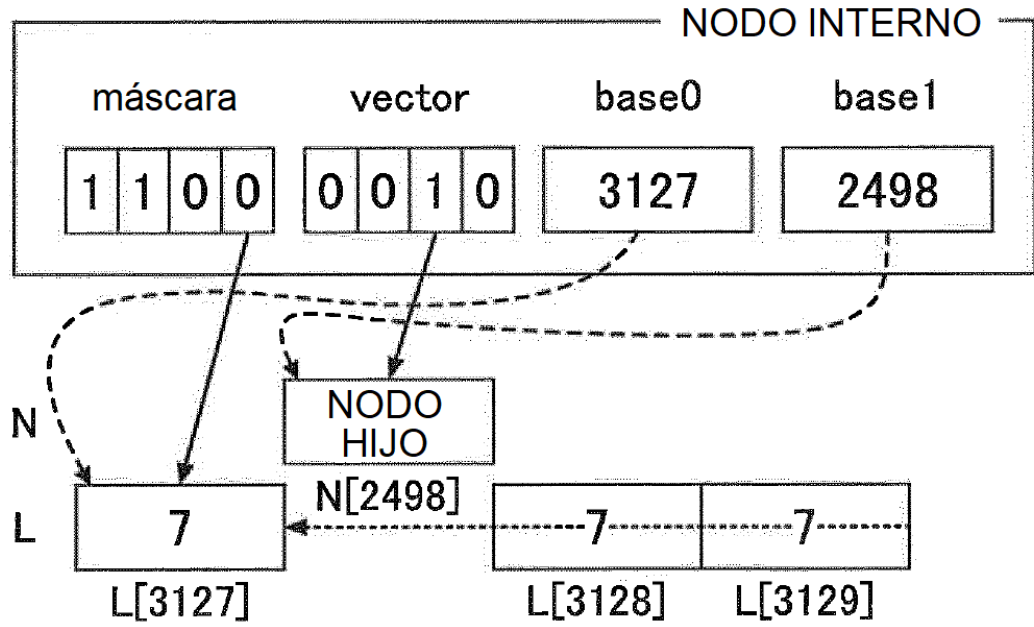 NODO INTERNO
máscara vector base0 base1
1 1 0 0 0 0 1 0 3127 2498
NODO
HIJO
N
N[2498]
L 7 7 7
L[3127] L[3128] L[3129]